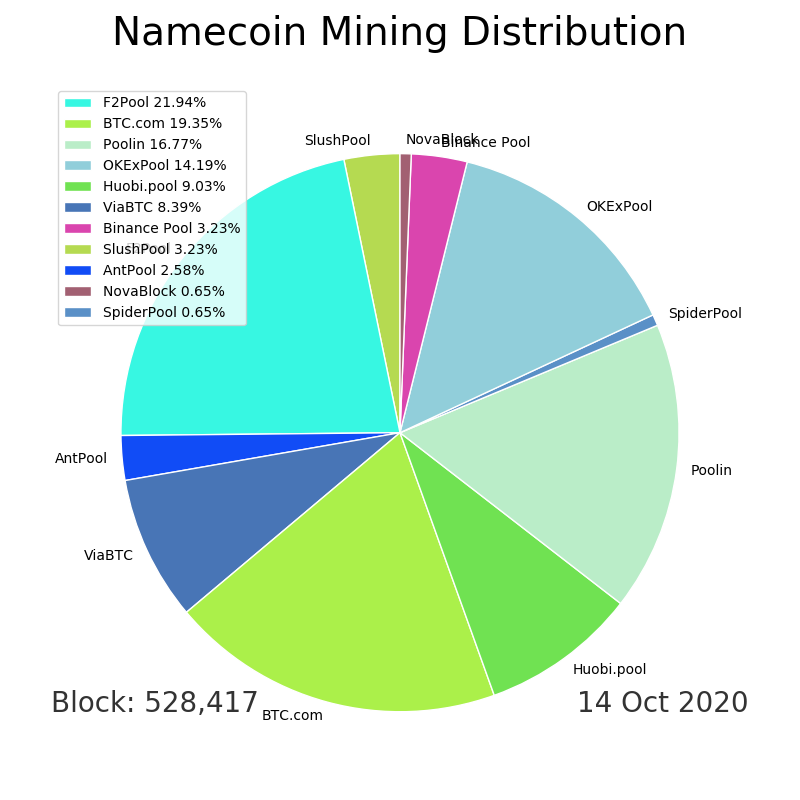 Namecoin Mining Distribution
F2Pool 21.94%
BTC.com 19.35%
Poolin 16.77%
OKExPool 14.19%
Huobi.pool 9.03%
ViaBTC 8.39%
Binance Pool 3.23%
SlushPool 3.23%
AntPool 2.58%
NovaBlock 0.65%
SpiderPool 0.65%
SlushPool
NovaBlock
Binance Pool
OKExPool
F2Pool
SpiderPool
AntPool
Poolin
ViaBTC
Huobi.pool
Block: 528,417
14 Oct 2020
BTC.com